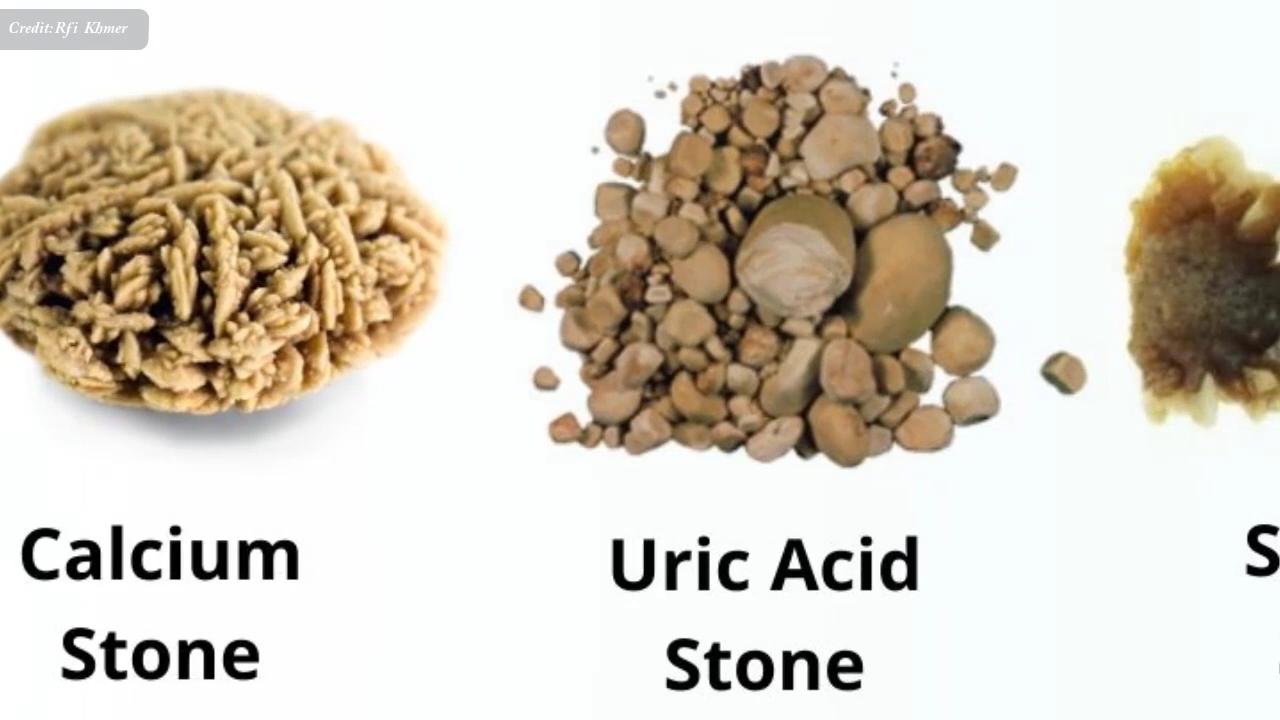 Credit:Rfi Khmer
Calcium
Stone
Uric Acid
Stone
S